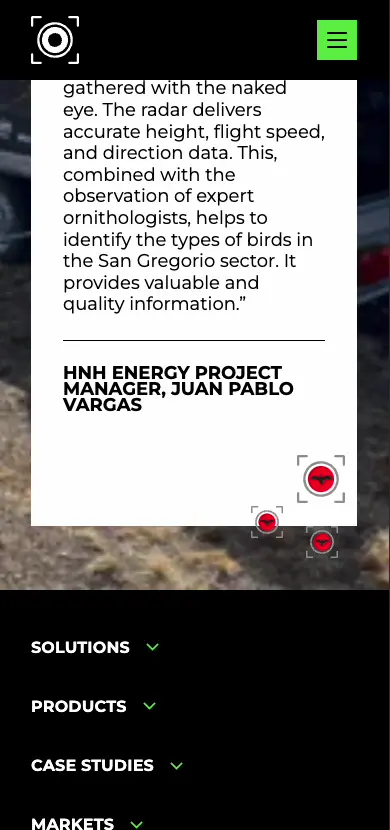 gathered with the naked
eye. The radar delivers
accurate height, flight speed,
and direction data. This,
combined with the
observation of expert
ornithologists, helps to
identify the types of birds in
the San Gregorio sector. It
provides valuable and
quality information.”
HNH ENERGY PROJECT
MANAGER, JUAN PABLO
VARGAS
SOLUTIONS
PRODUCTS
CASE STUDIES
MARKETS